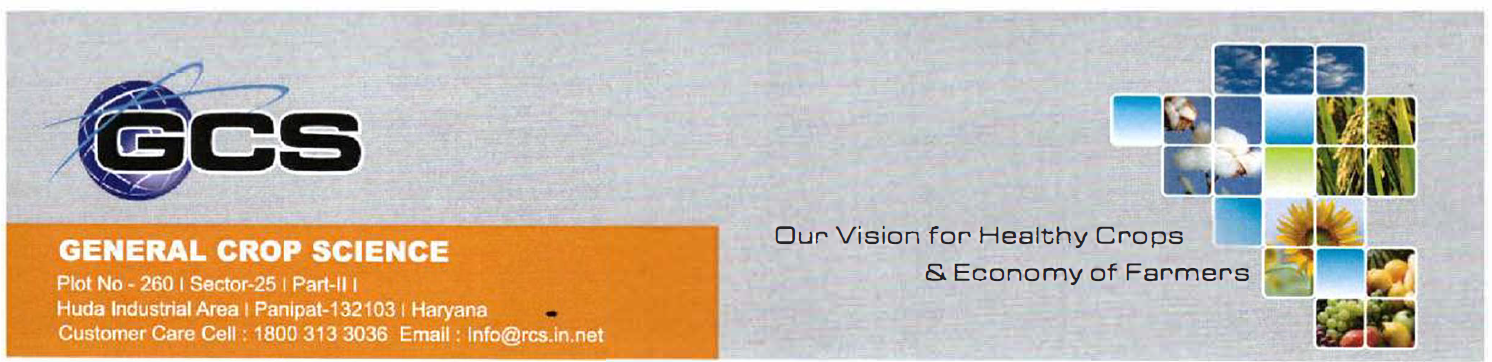 GCS
GENERAL CROP SCIENCE
Plot No - 260 | Sector-25 | Part-II |
Huda Industrial Area | Panipat-132103 | Haryana
Customer Care Cell : 1800 313 3036 Email : info@rcs.in.net
Our Vision for Healthy Crops
& Economy of Farmers